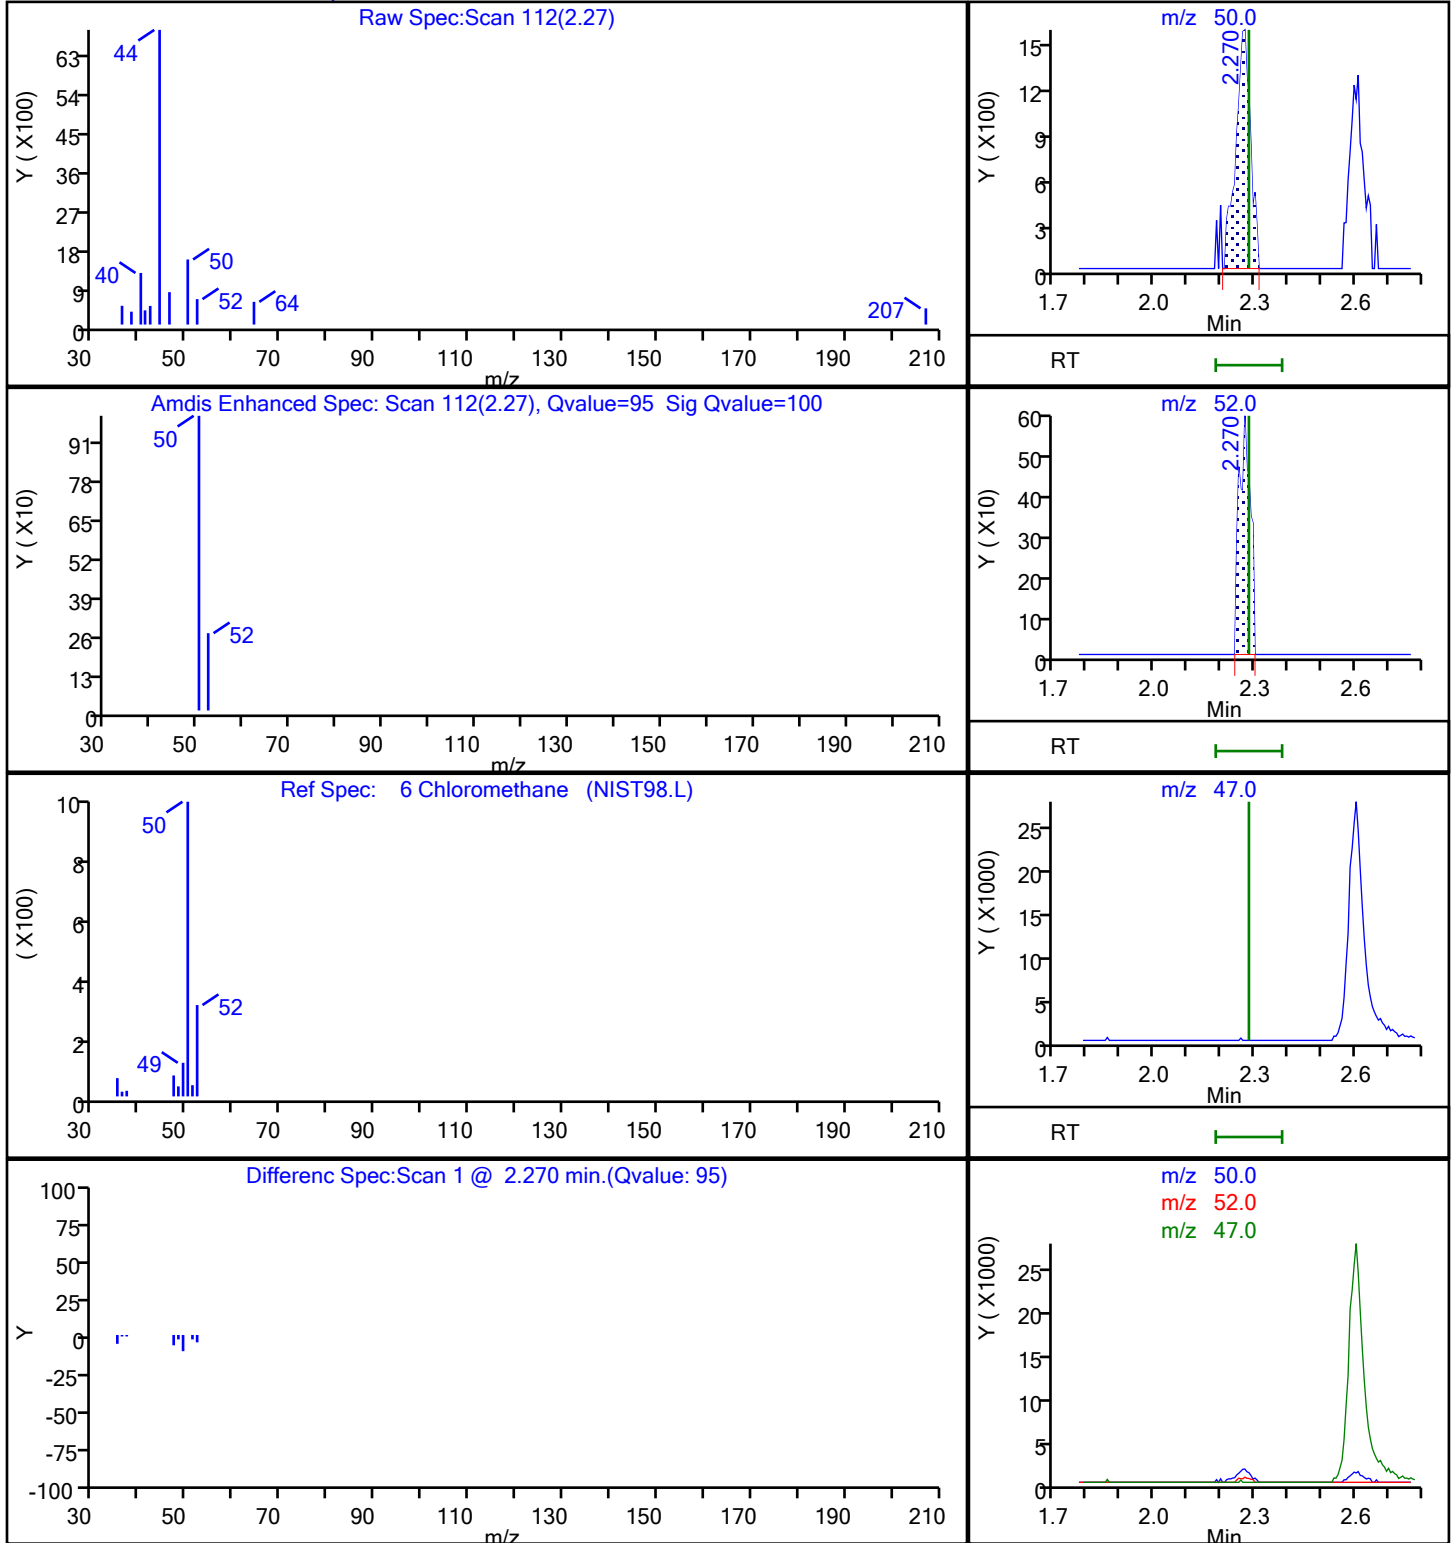 Raw Spec:Scan 112(2.27)
Y ( X100)
63
54
45
36
27
18
9
0
44
40
50
52
64
207
30 50 70 90 110 130 150 170 190 210
m/z
m/z 50.0
Y ( X100)
15
12
9
6
3
0
2.270
1.7 2.0 2.3 2.6
Min
RT
Amdis Enhanced Spec: Scan 112(2.27), Qvalue=95 Sig Qvalue=100
Y ( X10)
91
78
65
52
39
26
13
0
50
52
30 50 70 90 110 130 150 170 190 210
m/z
m/z 52.0
Y ( X10)
60
50
40
30
20
10
0
2.270
1.7 2.0 2.3 2.6
Min
RT
Ref Spec: 6 Chloromethane (NIST98.L)
( X100)
10
8
6
4
2
0
50
52
49
30 50 70 90 110 130 150 170 190 210
m/z
m/z 47.0
Y ( X1000)
25
20
15
10
5
0
1.7 2.0 2.3 2.6
Min
RT
Differenc Spec:Scan 1 @ 2.270 min.(Qvalue: 95)
Y
100
75
50
25
0
-25
-50
-75
-100
30 50 70 90 110 130 150 170 190 210
m/z
m/z 50.0
m/z 52.0
m/z 47.0
Y ( X1000)
25
20
15
10
5
0
1.7 2.0 2.3 2.6
Min